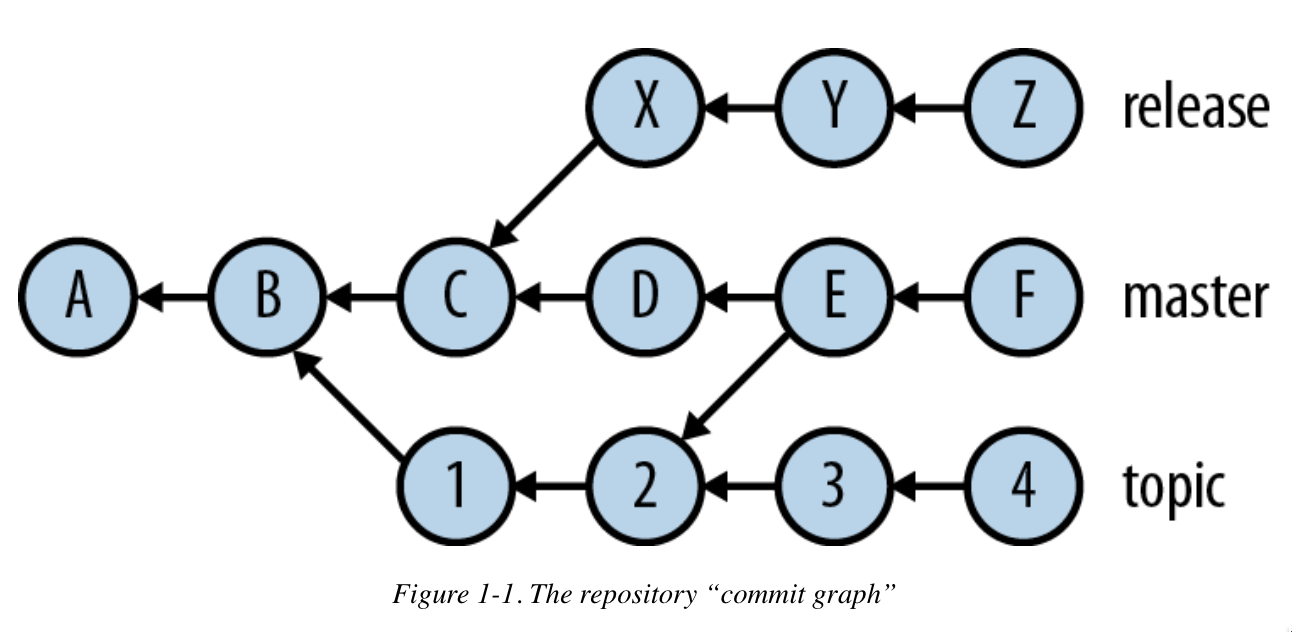 X Y Z release
A B C D E F master
1 2 3 4 topic
Figure 1-1. The repository “commit graph”